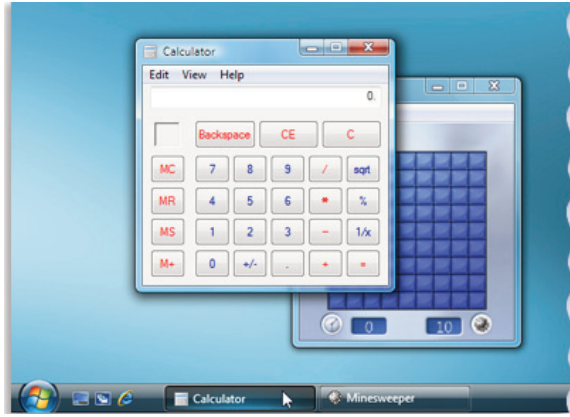 Calculator
Edit View Help
0.
Backspace CE C
MC 7 8 9 / sqrt
MR 4 5 6 * %
MS 1 2 3 - 1/x
M+ 0 +/- . + =
0 10
Calculator Minesweeper